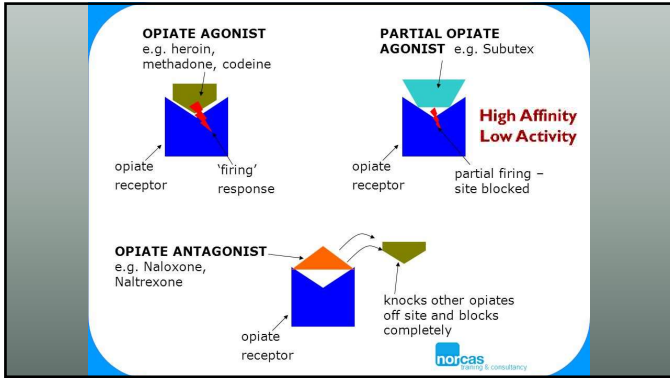 OPIATE AGONIST
e.g. heroin,
methadone, codeine
opiate
receptor
‘firing’
response
PARTIAL OPIATE
AGONIST e.g. Subutex
High Affinity
Low Activity
opiate
receptor
partial firing –
site blocked
OPIATE ANTAGONIST
e.g. Naloxone,
Naltrexone
opiate
receptor
knocks other opiates
off site and blocks
completely
norcas
training & consultancy